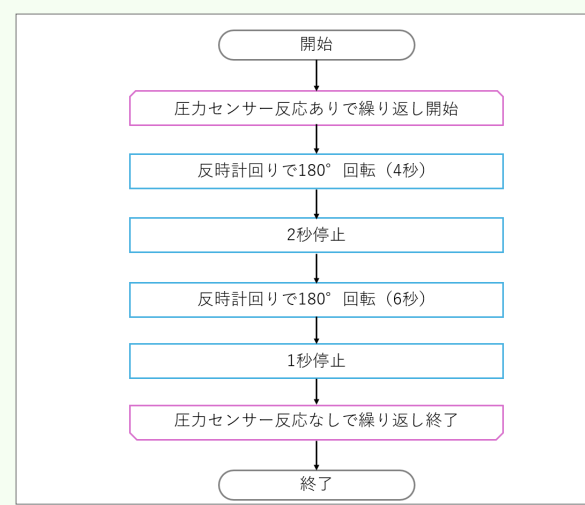 開始
圧力センサー反応ありで繰り返し開始
反時計回りで180°回転（4秒）
2秒停止
反時計回りで180°回転（6秒）
1秒停止
圧力センサー反応なしで繰り返し終了
終了